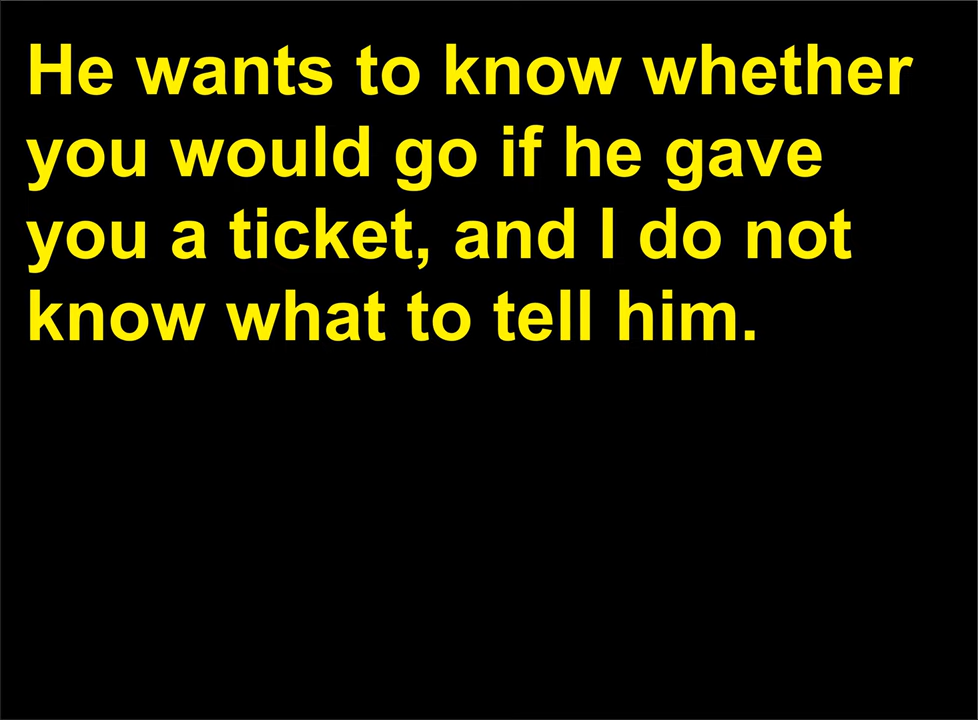 He wants to know whether
you would go if he gave
you a ticket, and I do not
know what to tell him.